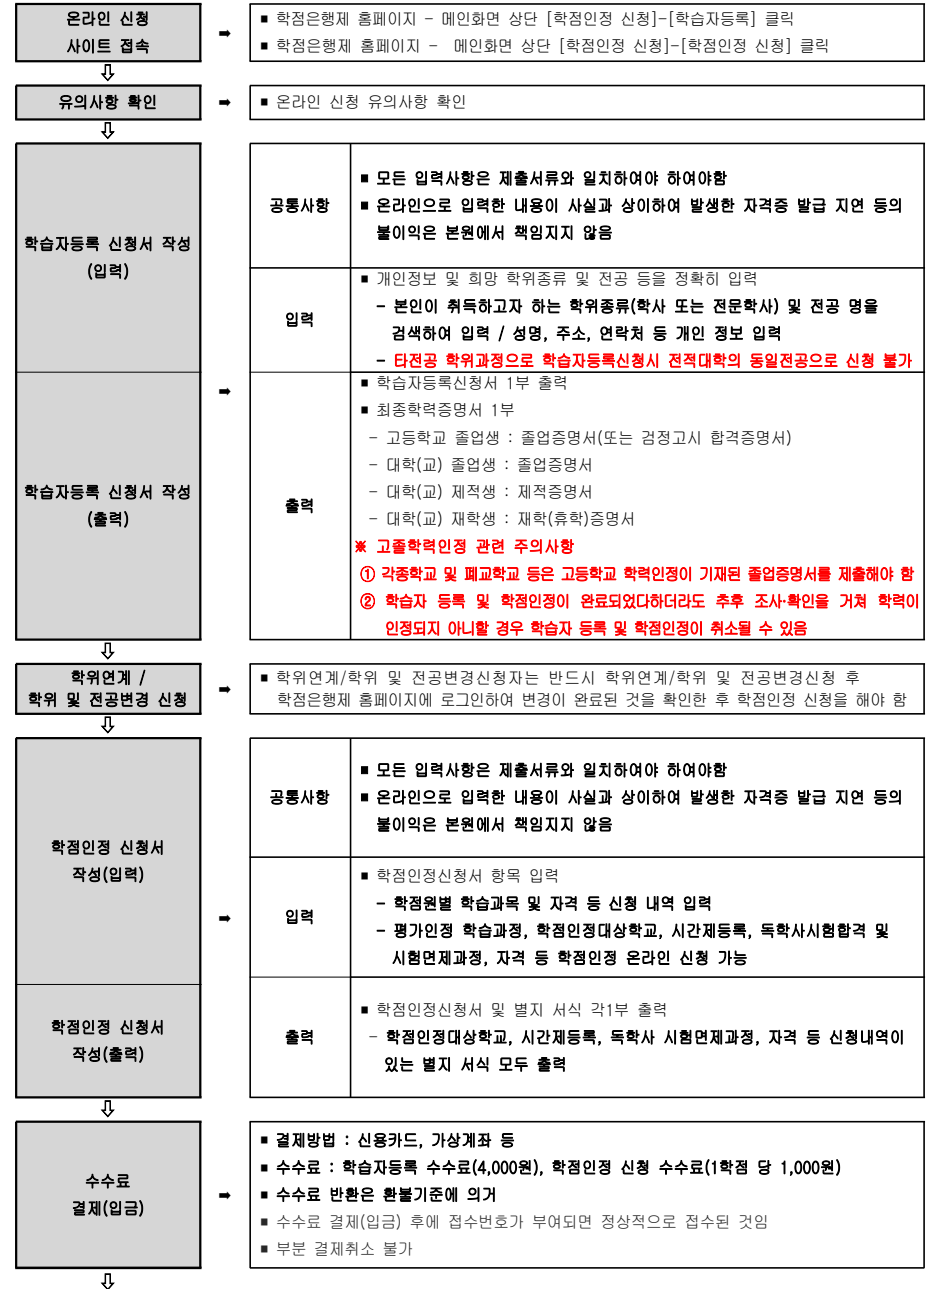 온라인 신청
사이트 접속
➡
■ 학점은행제 홈페이지 - 메인화면 상단 [학점인정 신청]-[학습자등록] 클릭
■ 학점은행제 홈페이지 - 메인화면 상단 [학점인정 신청]-[학점인정 신청] 클릭
⇩
유의사항 확인
➡
■ 온라인 신청 유의사항 확인
⇩
학습자등록 신청서 작성
(입력)
공통사항
■ 모든 입력사항은 제출서류와 일치하여야 하여야함
■ 온라인으로 입력한 내용이 사실과 상이하여 발생한 자격증 발급 지연 등의
불이익은 본원에서 책임지지 않음
입력
■ 개인정보 및 희망 학위종류 및 전공 등을 정확히 입력
- 본인이 취득하고자 하는 학위종류(학사 또는 전문학사) 및 전공 명을
검색하여 입력 / 성명, 주소, 연락처 등 개인 정보 입력
- 타전공 학위과정으로 학습자등록신청시 전적대학의 동일전공으로 신청 불가
➡
학습자등록 신청서 작성
(출력)
출력
■ 학습자등록신청서 1부 출력
■ 최종학력증명서 1부
- 고등학교 졸업생 : 졸업증명서(또는 검정고시 합격증명서)
- 대학(교) 졸업생 : 졸업증명서
- 대학(교) 제적생 : 제적증명서
- 대학(교) 재학생 : 재학(휴학)증명서
※ 고졸학력인정 관련 주의사항
① 각종학교 및 폐교학교 등은 고등학교 학력인정이 기재된 졸업증명서를 제출해야 함
② 학습자 등록 및 학점인정이 완료되었다하더라도 추후 조사·확인을 거쳐 학력이
인정되지 아니할 경우 학습자 등록 및 학점인정이 취소될 수 있음
⇩
학위연계 /
학위 및 전공변경 신청
➡
■ 학위연계/학위 및 전공변경신청자는 반드시 학위연계/학위 및 전공변경신청 후
학점은행제 홈페이지에 로그인하여 변경이 완료된 것을 확인한 후 학점인정 신청을 해야 함
⇩
학점인정 신청서
작성(입력)
공통사항
■ 모든 입력사항은 제출서류와 일치하여야 하여야함
■ 온라인으로 입력한 내용이 사실과 상이하여 발생한 자격증 발급 지연 등의
불이익은 본원에서 책임지지 않음
➡
입력
■ 학점인정신청서 항목 입력
- 학점원별 학습과목 및 자격 등 신청 내역 입력
- 평가인정 학습과정, 학점인정대상학교, 시간제등록, 독학사시험합격 및
시험면제과정, 자격 등 학점인정 온라인 신청 가능
학점인정 신청서
작성(출력)
출력
■ 학점인정신청서 및 별지 서식 각1부 출력
- 학점인정대상학교, 시간제등록, 독학사 시험면제과정, 자격 등 신청내역이
있는 별지 서식 모두 출력
⇩
수수료
결제(입금)
➡
■ 결제방법 : 신용카드, 가상계좌 등
■ 수수료 : 학습자등록 수수료(4,000원), 학점인정 신청 수수료(1학점 당 1,000원)
■ 수수료 반환은 환불기준에 의거
■ 수수료 결제(입금) 후에 접수번호가 부여되면 정상적으로 접수된 것임
■ 부분 결제취소 불가
⇩